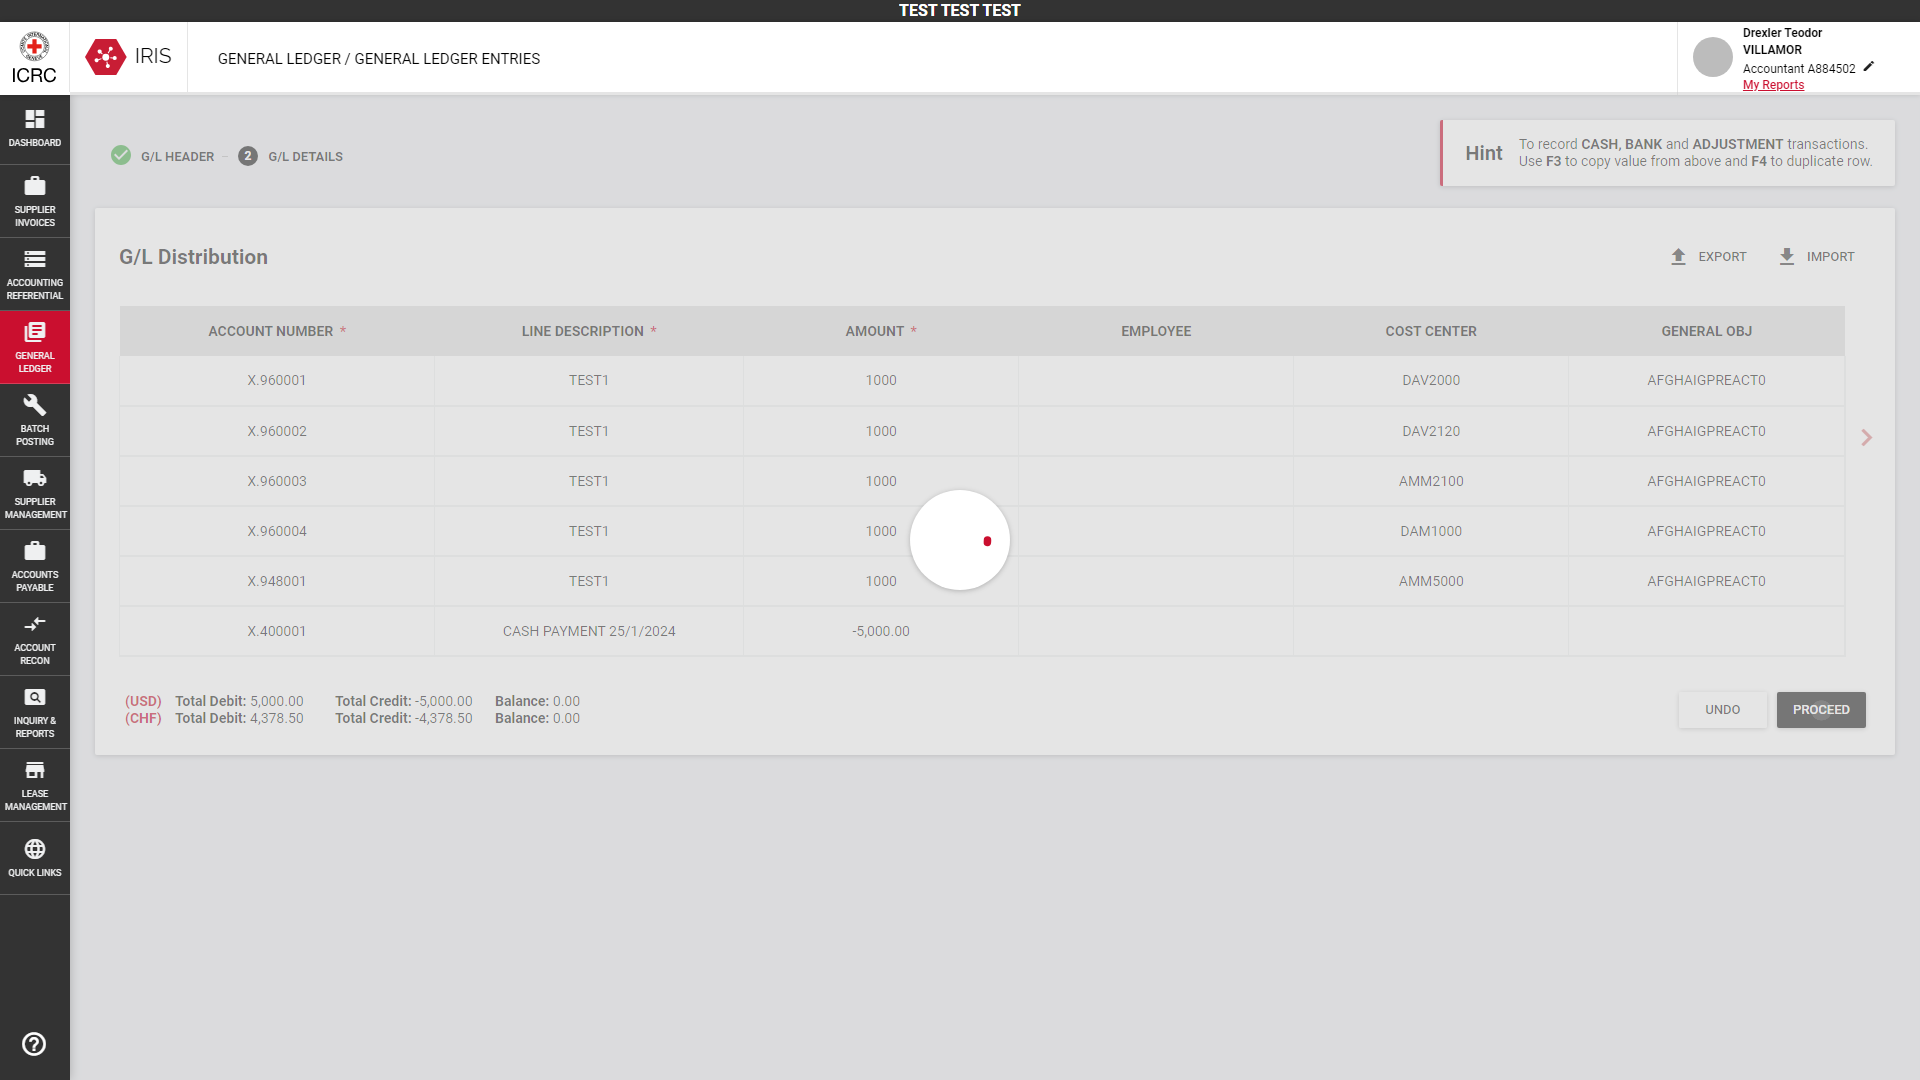 TEST TEST TEST
ICRC
IRIS
GENERAL LEDGER / GENERAL LEDGER ENTRIES
Drexler Teodor
VILLAMOR
Accountant A884502
My Reports
DASHBOARD
SUPPLIER
INVOICES
ACCOUNTING
REFERENTIAL
GENERAL
LEDGER
BATCH
POSTING
SUPPLIER
MANAGEMENT
ACCOUNTS
PAYABLE
ACCOUNT
RECON
INQUIRY &
REPORTS
LEASE
MANAGEMENT
QUICK LINKS
G/L HEADER
2 G/L DETAILS
Hint
To record CASH, BANK and ADJUSTMENT transactions.
Use F3 to copy value from above and F4 to duplicate row.
G/L Distribution
EXPORT IMPORT
ACCOUNT NUMBER * LINE DESCRIPTION * AMOUNT * EMPLOYEE COST CENTER GENERAL OBJ
X.960001 TEST1 1000 DAV2000 AFGHAIGPREACT0
X.960002 TEST1 1000 DAV2120 AFGHAIGPREACT0
X.960003 TEST1 1000 AMM2100 AFGHAIGPREACT0
X.960004 TEST1 1000 DAM1000 AFGHAIGPREACT0
X.948001 TEST1 1000 AMM5000 AFGHAIGPREACT0
X.400001 CASH PAYMENT 25/1/2024 -5,000.00
(USD) Total Debit: 5,000.00 Total Credit: -5,000.00 Balance: 0.00
(CHF) Total Debit: 4,378.50 Total Credit: -4,378.50 Balance: 0.00
UNDO PROCEED